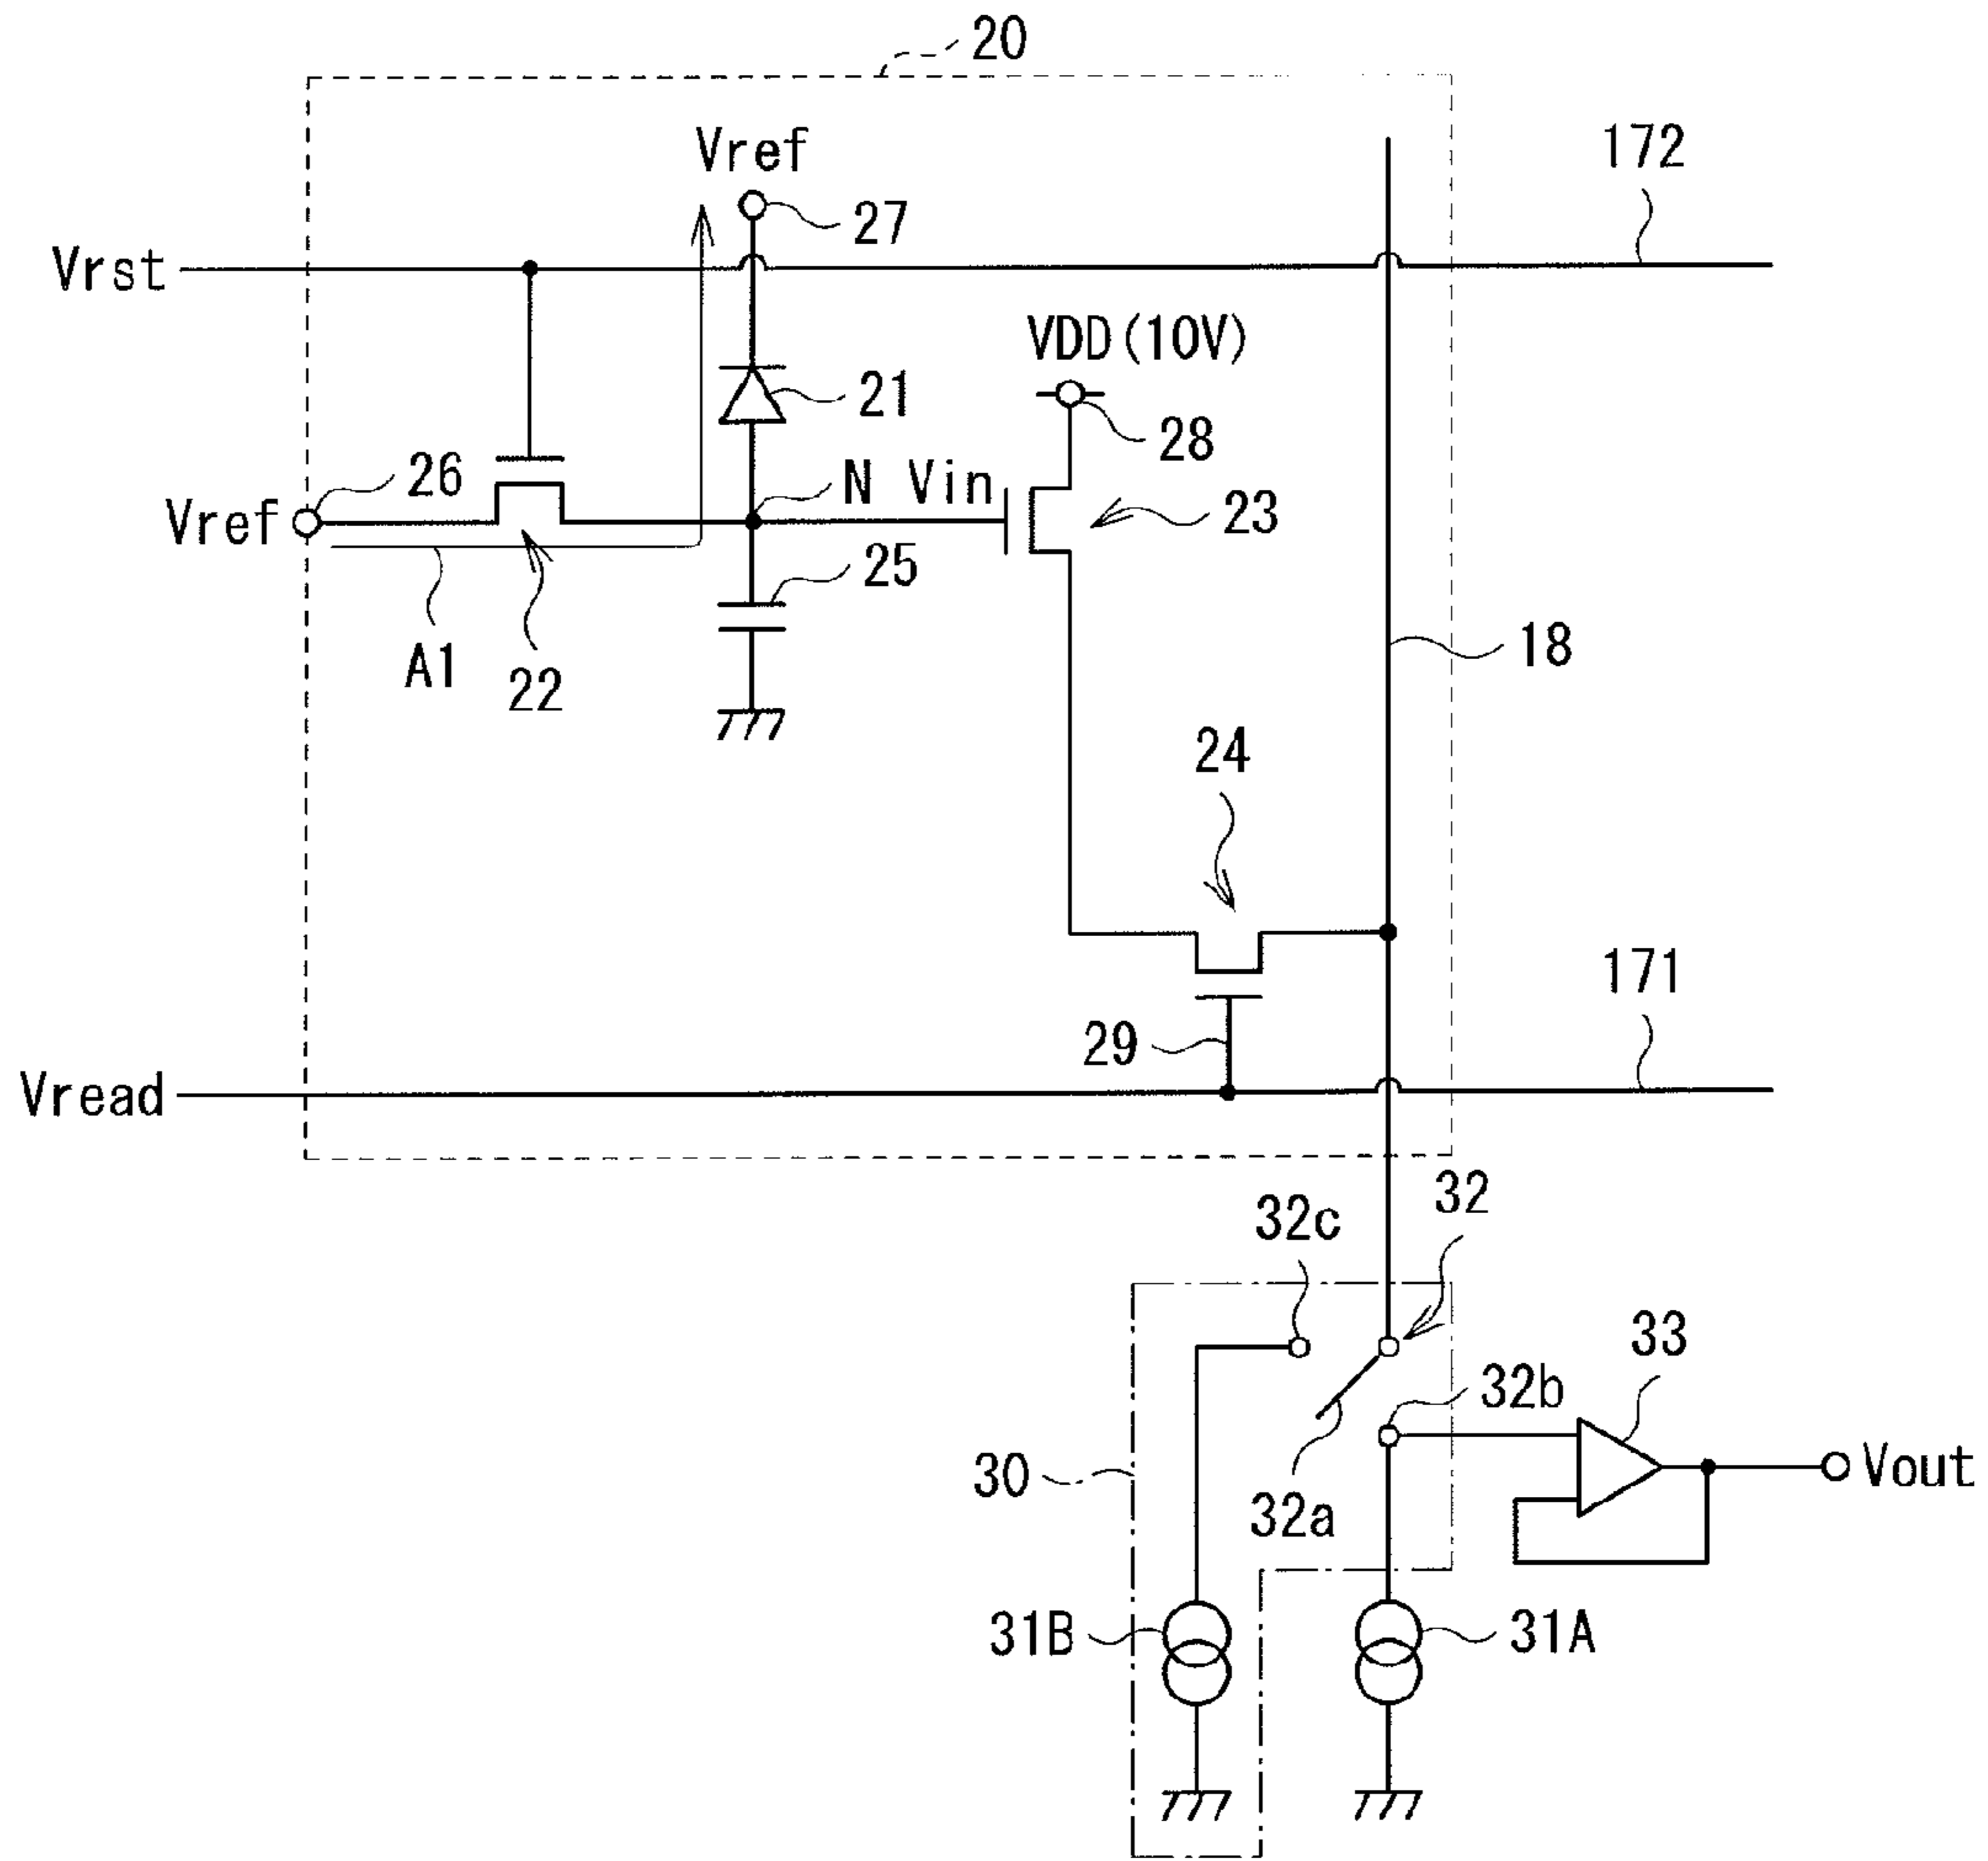 20
Vref
172
27
Vrst
VDD(10V)
21
28
26
N Vin
Vref
23
25
A1
22
18
24
171
29
Vread
32
32c
33
32b
30
Vout
32a
31B
31A